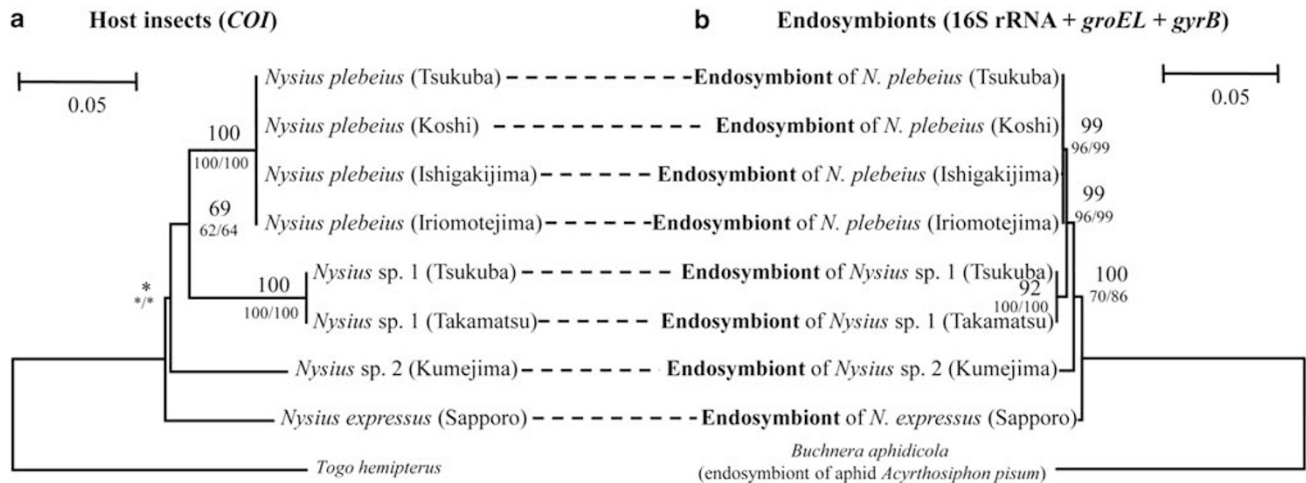 a Host insects (COI)
b Endosymbionts (16S rRNA + groEL + gyrB)
0.05
0.05
Nysius plebeius (Tsukuba) Endosymbiont of N. plebeius (Tsukuba)
100 Nysius plebeius (Koshi) Endosymbiont of N. plebeius (Koshi) 99
100/100 96/99
Nysius plebeius (Ishigakijima) Endosymbiont of N. plebeius (Ishigakijima)
69 Nysius plebeius (Iriomotejima) Endosymbiont of N. plebeius (Iriomotejima) 99
62/64 96/99
Nysius sp. 1 (Tsukuba) Endosymbiont of Nysius sp. 1 (Tsukuba)
* 100 92 100
*/* 100/100 100/100 70/86
Nysius sp. 1 (Takamatsu) Endosymbiont of Nysius sp. 1 (Takamatsu)
Nysius sp. 2 (Kumejima) Endosymbiont of Nysius sp. 2 (Kumejima)
Nysius expressus (Sapporo) Endosymbiont of N. expressus (Sapporo)
Togo hemipterus
Buchnera aphidicola
(endosymbiont of aphid Acyrthosiphon pisum)